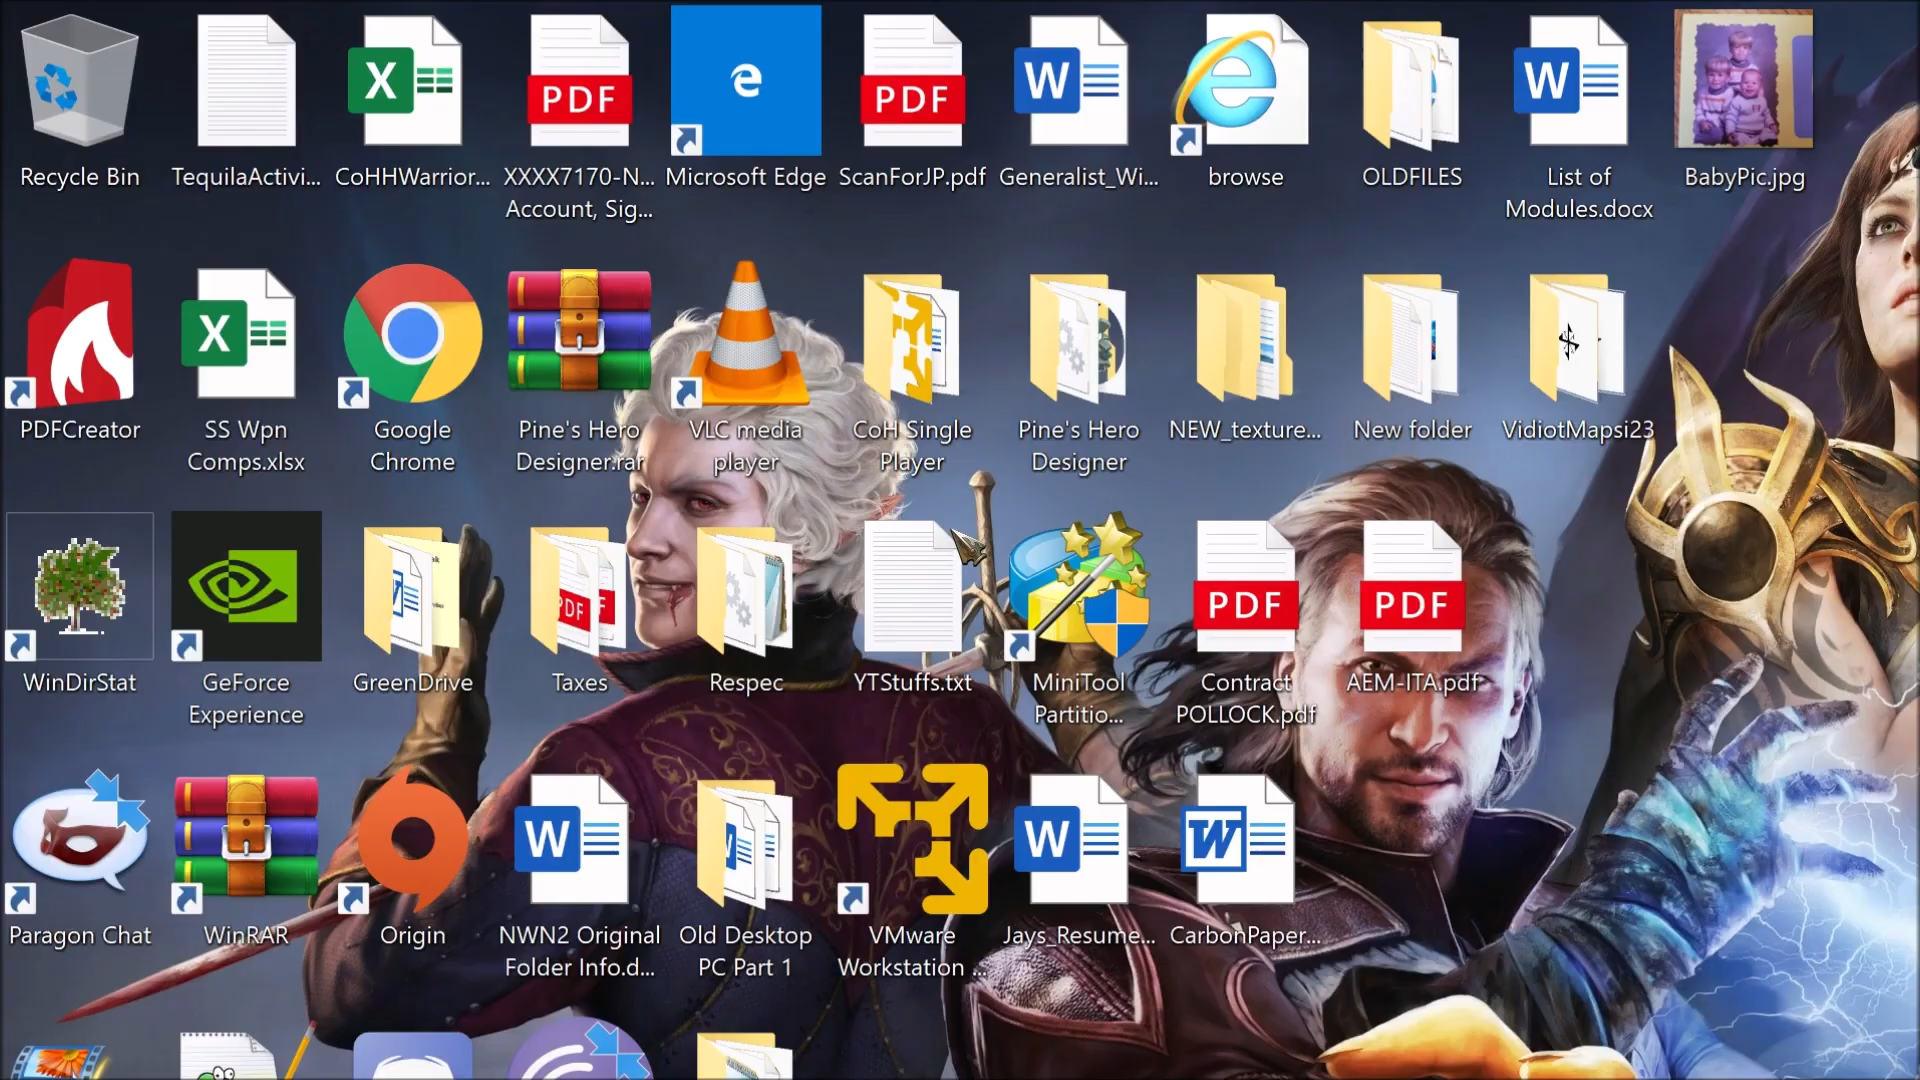 Recycle Bin
TequilaActivi...
CoHHWarrior...
PDF
XXXX7170-N...
Account, Sig...
Microsoft Edge
PDF
ScanForJP.pdf
Generalist_Wi...
browse
OLDFILES
List of
Modules.docx
BabyPic.jpg
PDFCreator
SS Wpn
Comps.xlsx
Google
Chrome
Pine's Hero
Designer.rar
VLC media
player
CoH Single
Player
Pine's Hero
Designer
NEW_texture...
New folder
VidiotMapsi23
WinDirStat
GeForce
Experience
GreenDrive
PDF
Taxes
Respec
YTStuffs.txt
MiniTool
Partitio...
PDF
Contract
POLLOCK.pdf
PDF
AEM-ITA.pdf
Paragon Chat
WinRAR
Origin
NWN2 Original
Folder Info.d...
Old Desktop
PC Part 1
VMware
Workstation ...
Jays_Resume...
CarbonPaper...